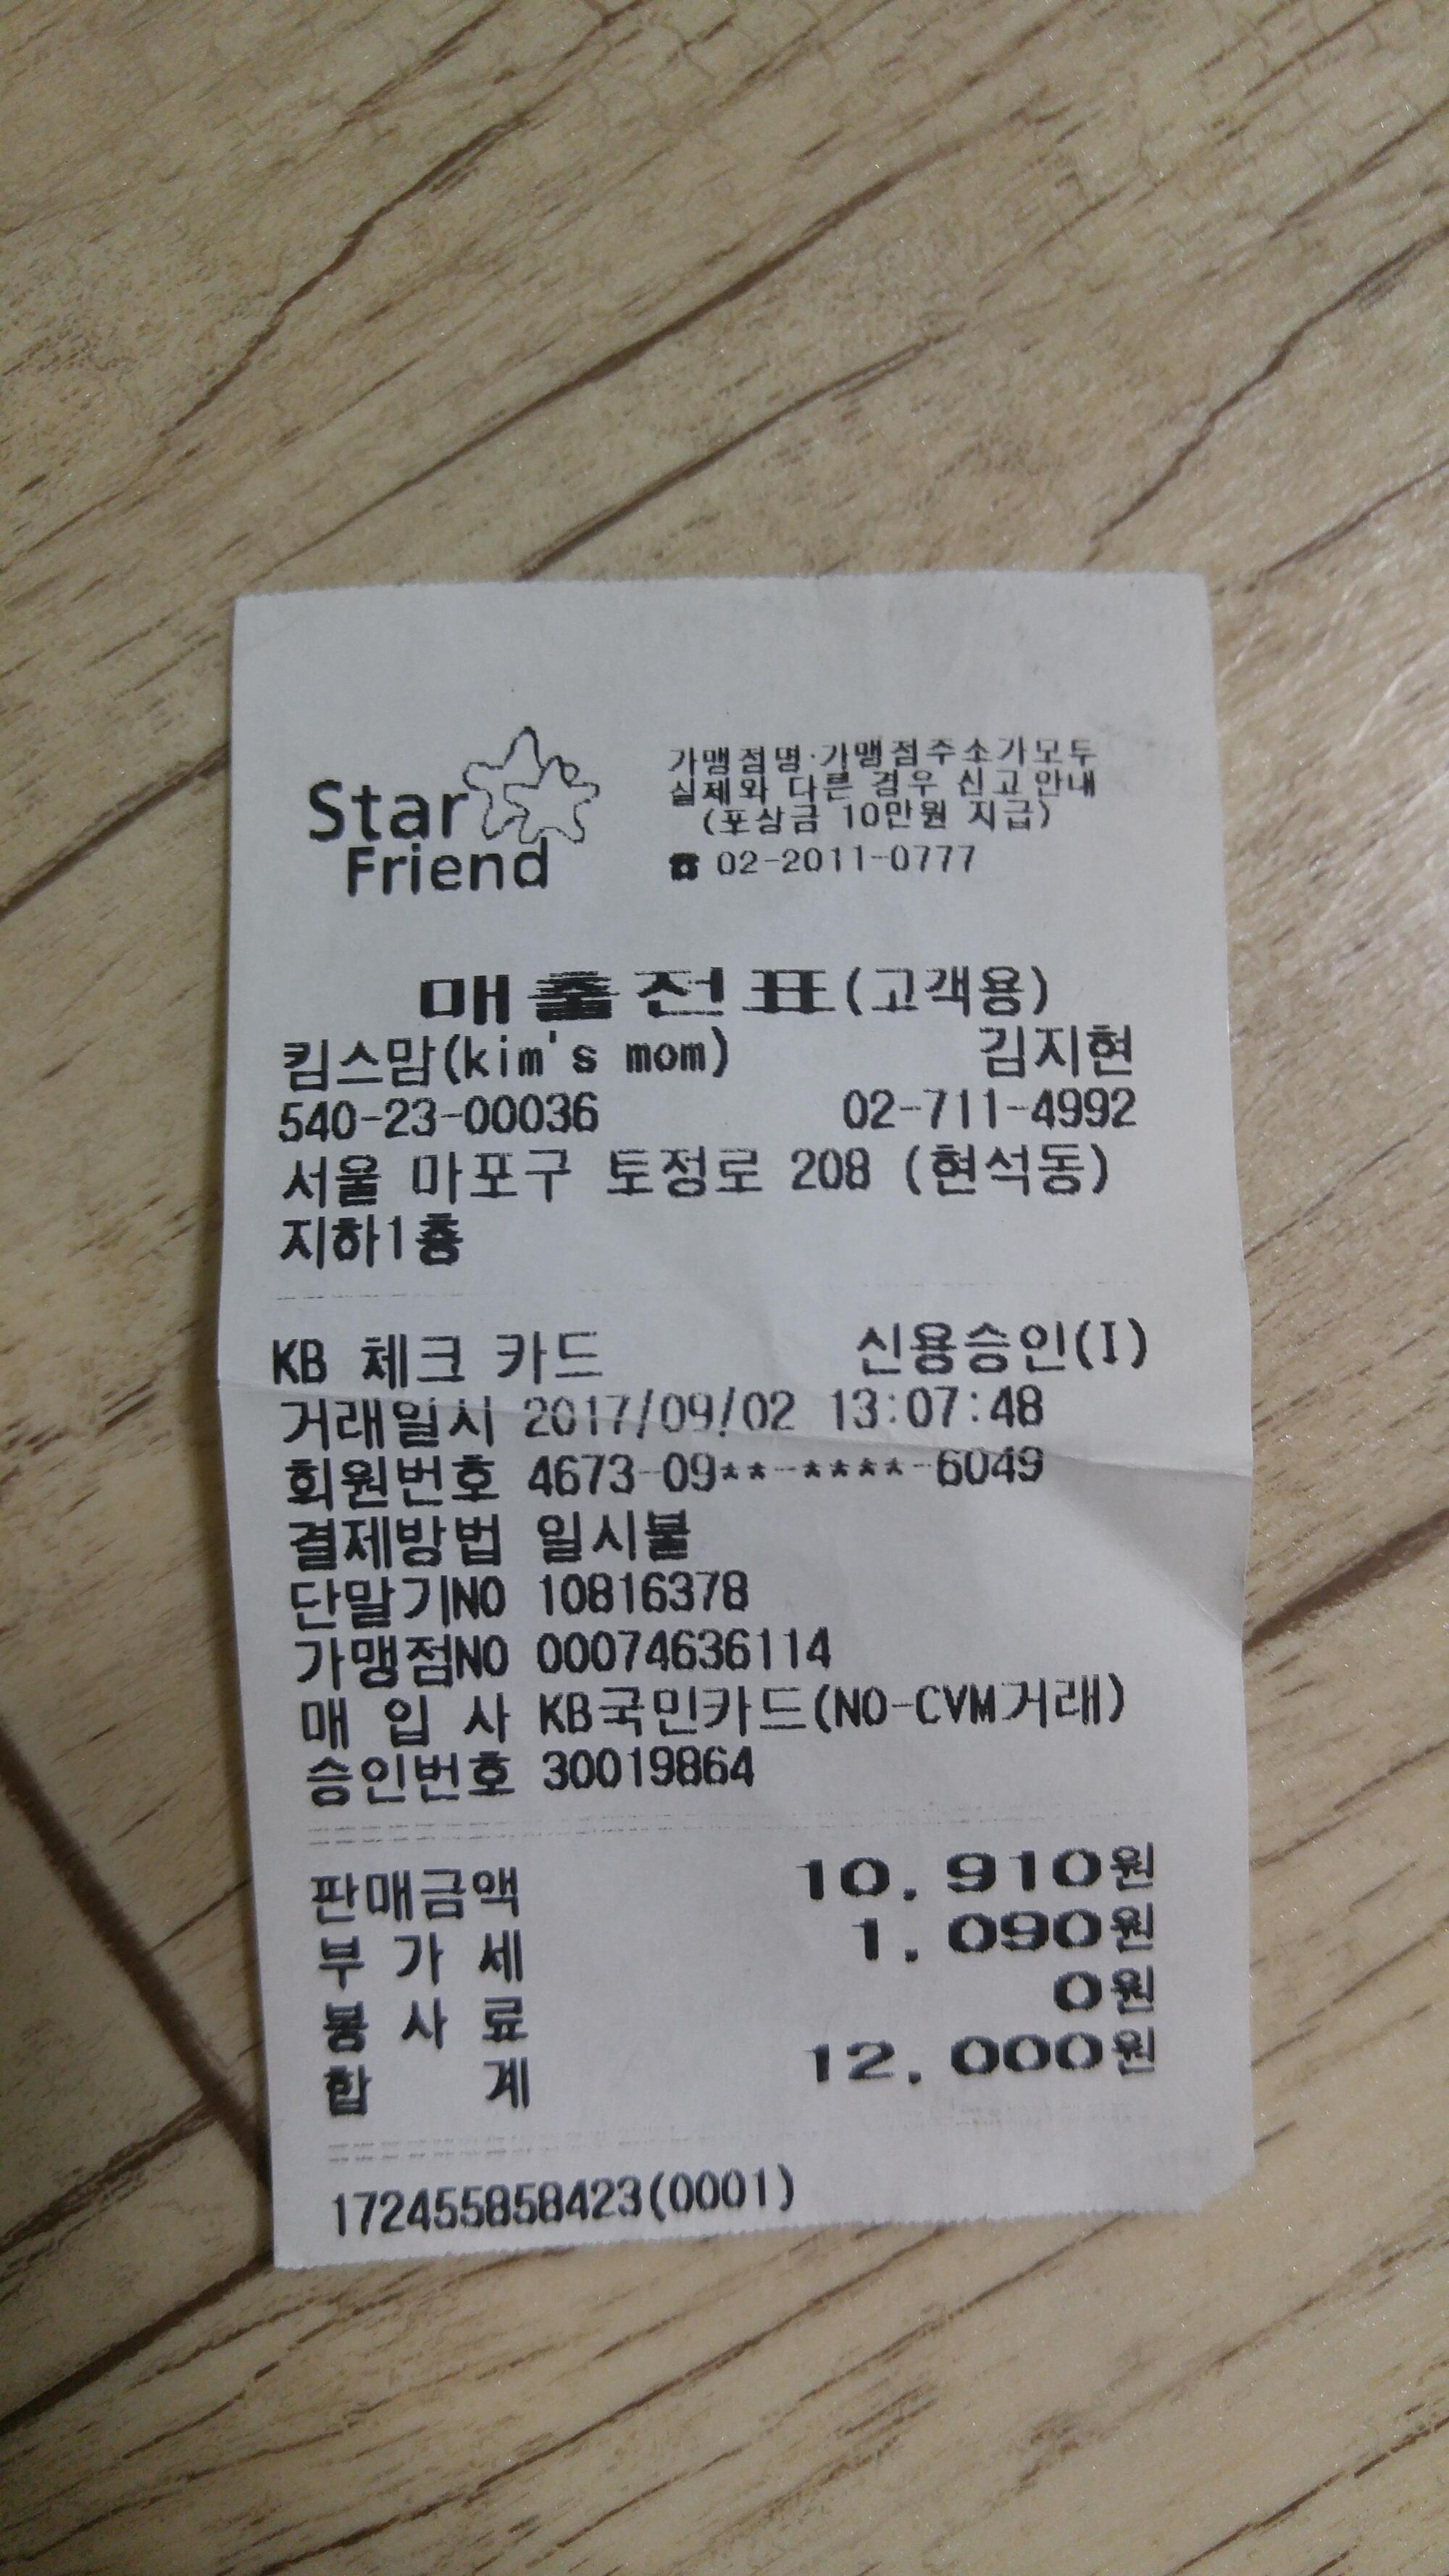 Star
Friend
가맹점명·가맹점주소가모두
실제와 다른 경우 신고안내
(포상금 10만원 지급)
☎ 02-2011-0777
매출전표(고객용)
킴스맘(kim's mom) 김지현
540-23-00036 02-711-4992
서울 마포구 토정로 208 (현석동)
지하1층
KB 체크 카드 신용승인(I)
거래일시 2017/09/02 13:07:48
회원번호 4673-09**-****-6049
결제방법 일시불
단말기NO 10816378
가맹점NO 00074636114
매 입 사 KB국민카드(NO-CVM거래)
승인번호 30019864
판매금액 10,910원
부 가 세 1,090원
봉 사 료 0원
합 계 12,000원
172455858423(0001)